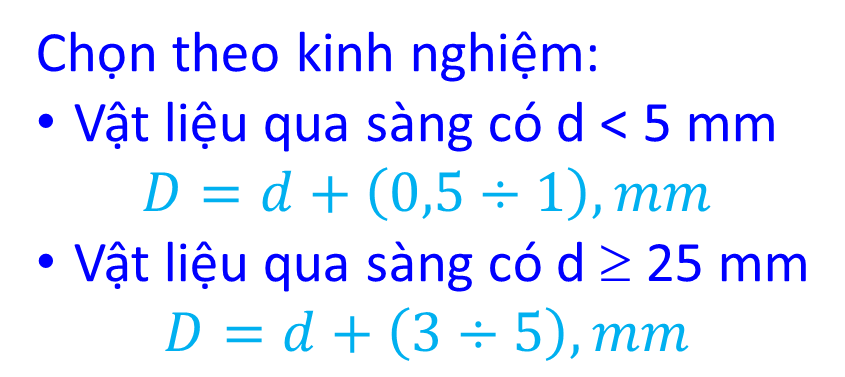 Chọn theo kinh nghiệm:
• Vật liệu qua sàng có d < 5 mm
D = d + (0,5 ÷ 1), mm
• Vật liệu qua sàng có d ≥ 25 mm
D = d + (3 ÷ 5), mm